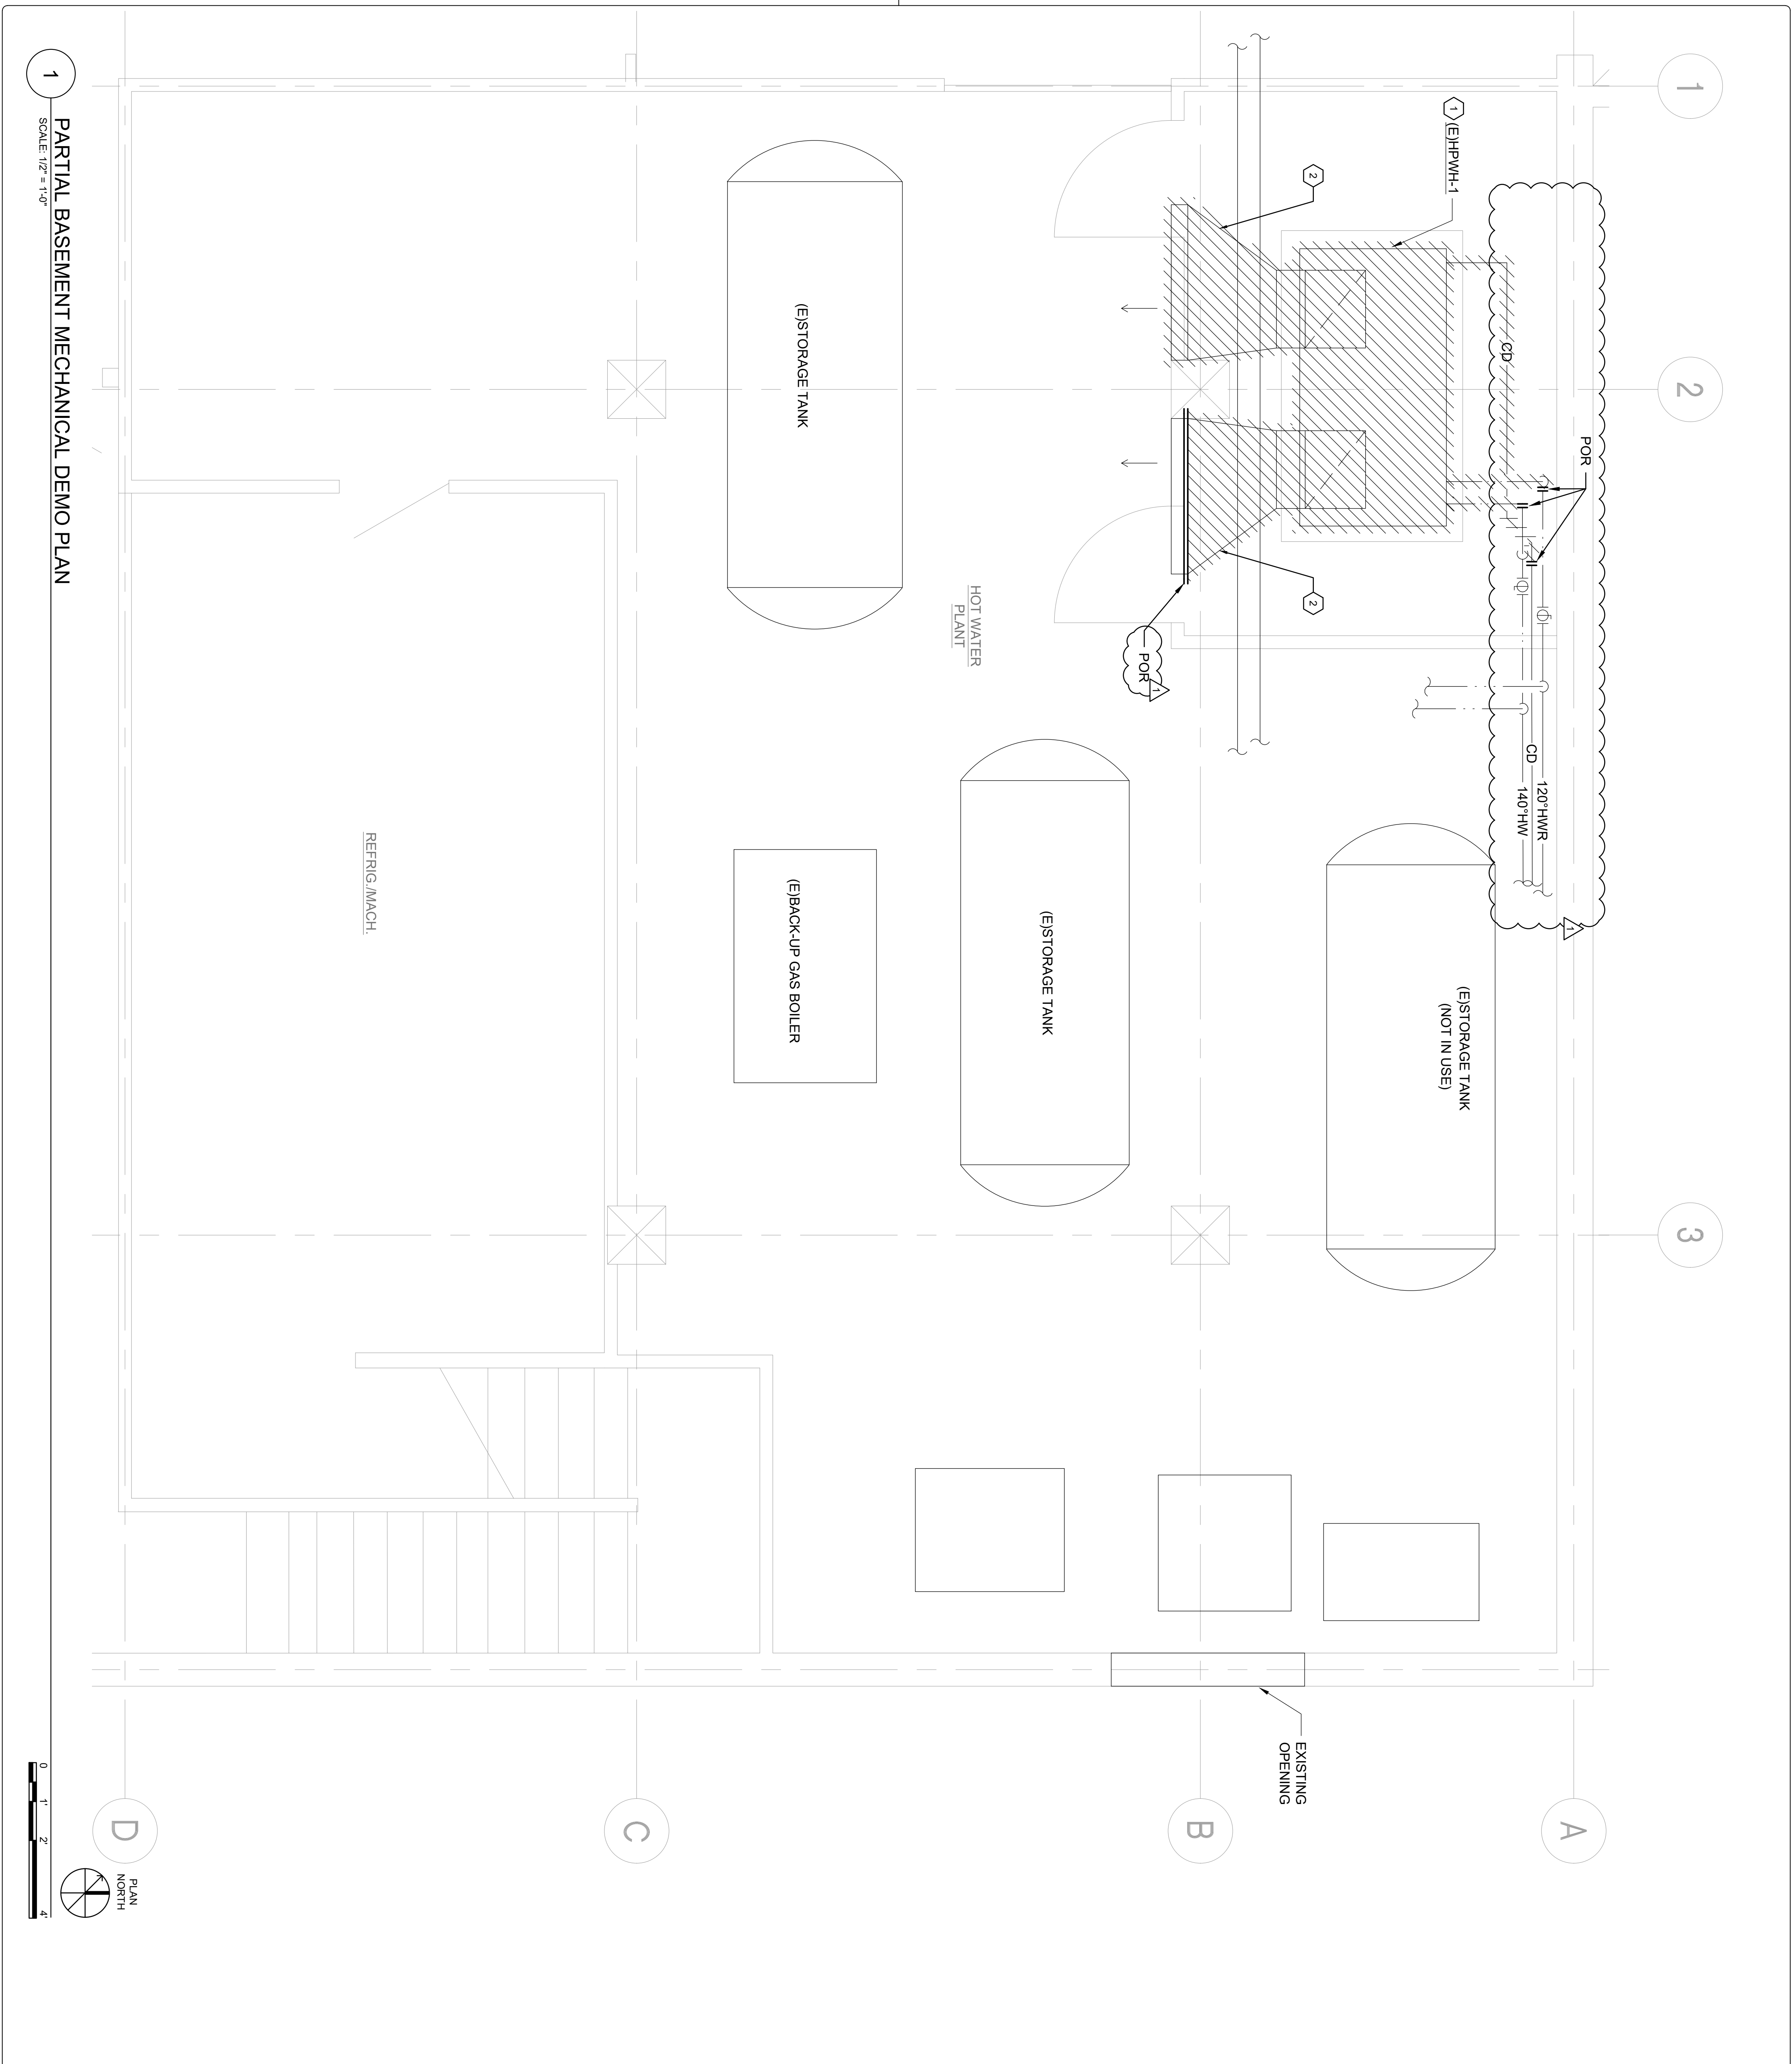 1
2
3
A
B
C
D
1
(E)HPWH-1
2
2
POR
CD
POR
1
120°HWR
CD
140°HW
1
(E)STORAGE TANK
(NOT IN USE)
(E)STORAGE TANK
HOT WATER
PLANT
(E)STORAGE TANK
(E)BACK-UP GAS BOILER
REFRIG./MACH.
EXISTING
OPENING
1
PARTIAL BASEMENT MECHANICAL DEMO PLAN
SCALE: 1/2" = 1'-0"
0 1' 2' 4'
PLAN
NORTH